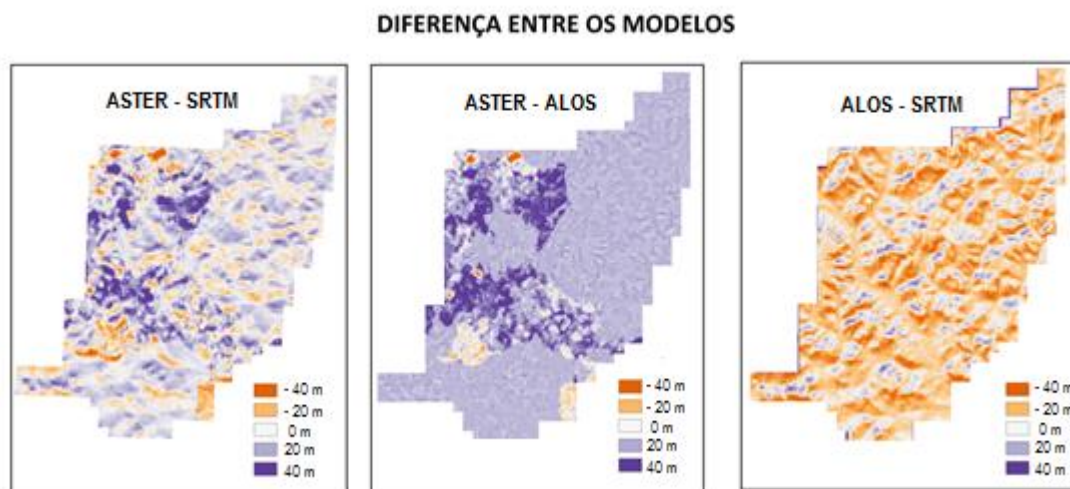 DIFERENÇA ENTRE OS MODELOS
ASTER - SRTM
- 40 m
- 20 m
0 m
20 m
40 m
ASTER - ALOS
- 40 m
- 20 m
0 m
20 m
40 m
ALOS - SRTM
- 40 m
- 20 m
0 m
20 m
40 m